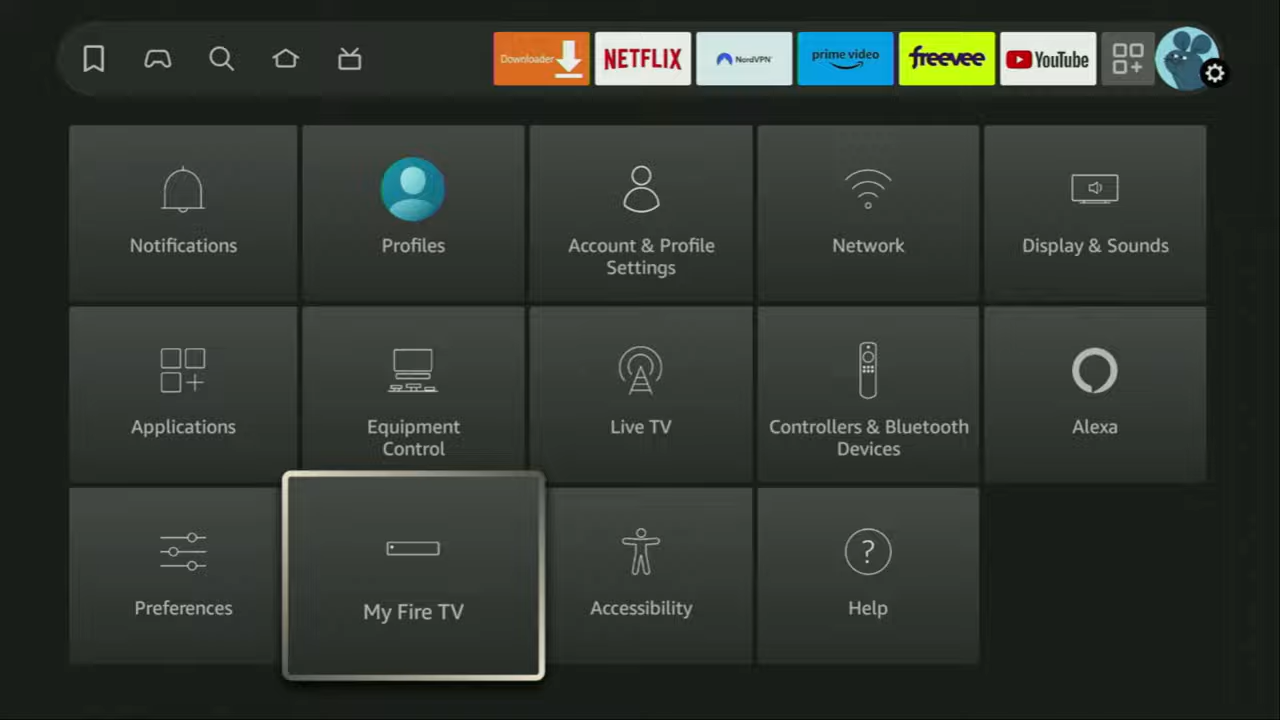 Downloader
NETFLIX
NordVPN
prime video
freevee
YouTube
Notifications
Profiles
Account & Profile
Settings
Network
Display & Sounds
Applications
Equipment
Control
Live TV
Controllers & Bluetooth
Devices
Alexa
Preferences
My Fire TV
Accessibility
?
Help